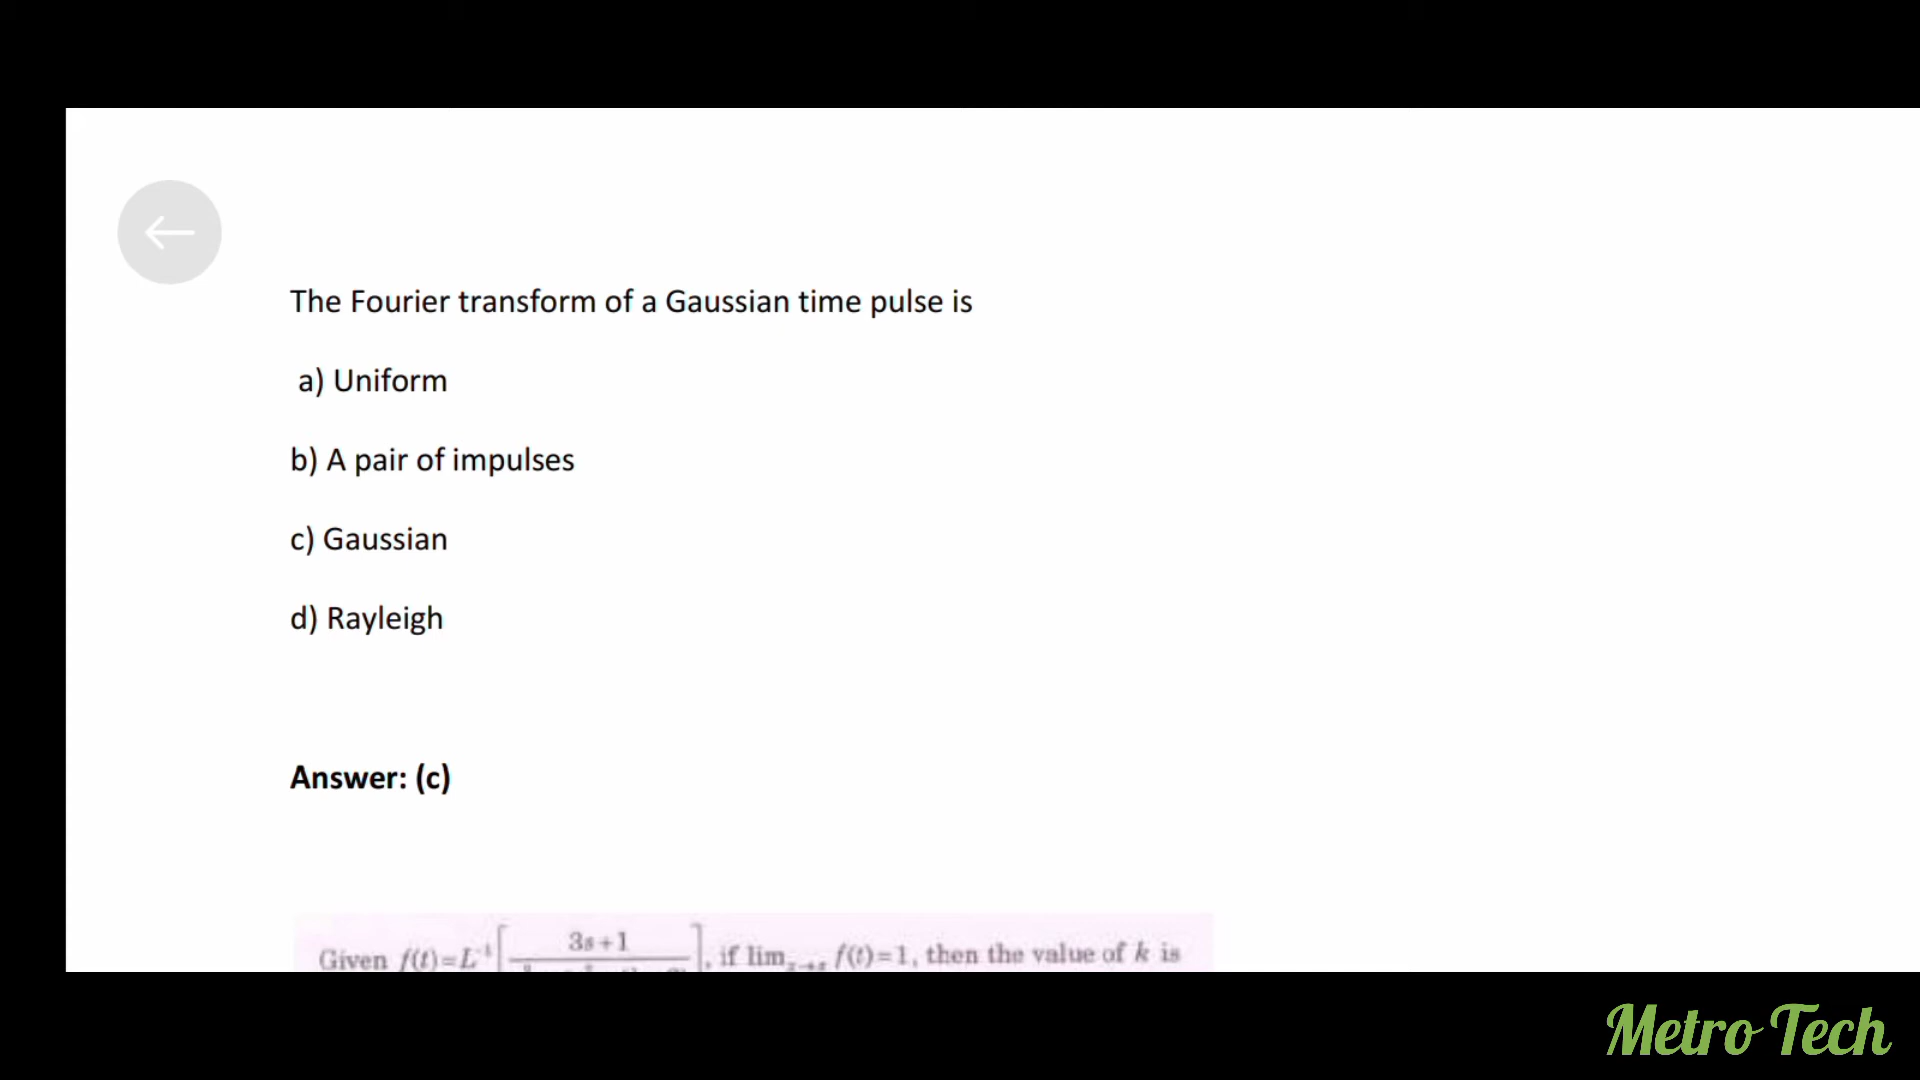 The Fourier transform of a Gaussian time pulse is
a) Uniform
b) A pair of impulses
c) Gaussian
d) Rayleigh
Answer: (c)
3s+1
Given f(t)=L⁻¹[ ], if lim f(t)=1, then the value of k is
Metro Tech